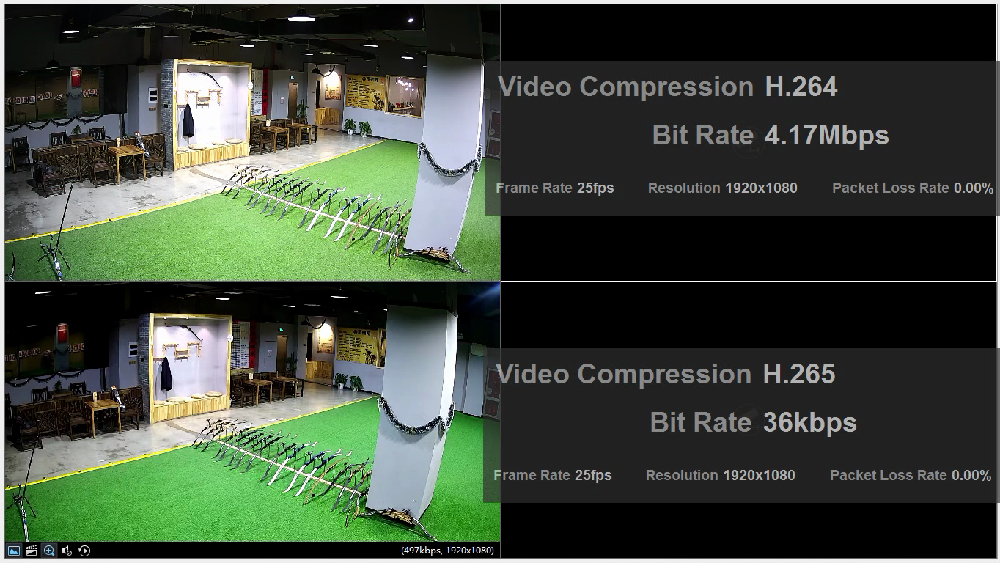 Video Compression H.264
Bit Rate 4.17Mbps
Frame Rate 25fps Resolution 1920x1080 Packet Loss Rate 0.00%
Video Compression H.265
Bit Rate 36kbps
Frame Rate 25fps Resolution 1920x1080 Packet Loss Rate 0.00%
(497kbps, 1920x1080)